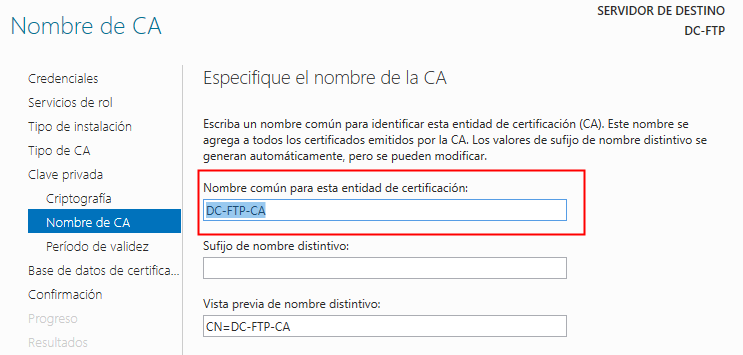 Nombre de CA
SERVIDOR DE DESTINO
DC-FTP
Credenciales
Servicios de rol
Tipo de instalación
Tipo de CA
Clave privada
Criptografía
Nombre de CA
Período de validez
Base de datos de certifica...
Confirmación
Progreso
Resultados
Especifique el nombre de la CA
Escriba un nombre común para identificar esta entidad de certificación (CA). Este nombre se
agrega a todos los certificados emitidos por la CA. Los valores de sufijo de nombre distintivo se
generan automáticamente, pero se pueden modificar.
Nombre común para esta entidad de certificación:
DC-FTP-CA
Sufijo de nombre distintivo:
Vista previa de nombre distintivo:
CN=DC-FTP-CA